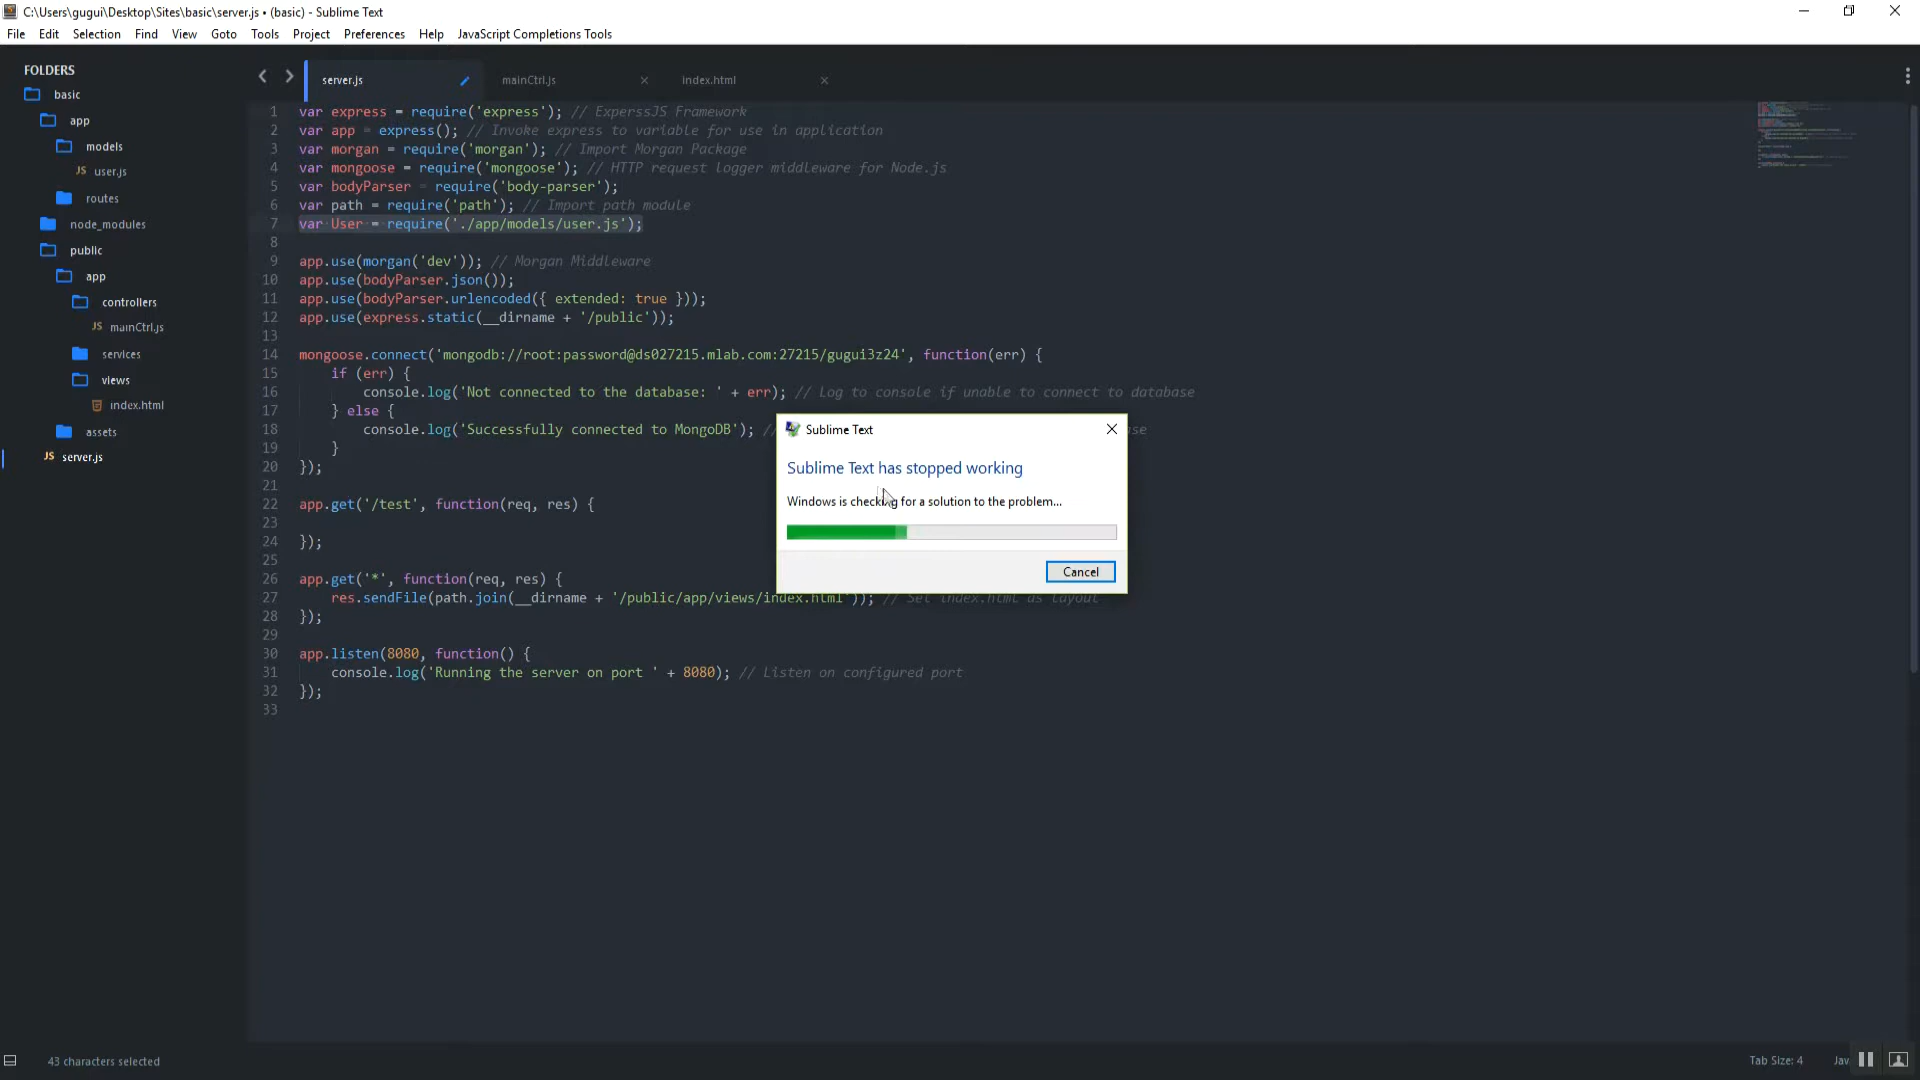 C:\Users\gugui\Desktop\Sites\basic\server.js • (basic) - Sublime Text
File Edit Selection Find View Goto Tools Project Preferences Help JavaScript Completions Tools
FOLDERS
basic
app
models
JS user.js
routes
node_modules
public
app
controllers
JS mainCtrl.js
services
views
index.html
assets
JS server.js
server.js mainCtrl.js index.html
1 var express = require('express'); // ExperssJS Framework
2 var app = express(); // Invoke express to variable for use in application
3 var morgan = require('morgan'); // Import Morgan Package
4 var mongoose = require('mongoose'); // HTTP request logger middleware for Node.js
5 var bodyParser = require('body-parser');
6 var path = require('path'); // Import path module
7 var User = require('./app/models/user.js');
8
9 app.use(morgan('dev')); // Morgan Middleware
10 app.use(bodyParser.json());
11 app.use(bodyParser.urlencoded({ extended: true }));
12 app.use(express.static(__dirname + '/public'));
13
14 mongoose.connect('mongodb://root:password@ds027215.mlab.com:27215/gugui3z24', function(err) {
15 if (err) {
16 console.log('Not connected to the database: ' + err); // Log to console if unable to connect to database
17 } else {
18 console.log('Successfully connected to MongoDB'); //
19 }
20 });
21
22 app.get('/test', function(req, res) {
23
24 });
25
26 app.get('*', function(req, res) {
27 res.sendFile(path.join(__dirname + '/public/app/views/index.html')); // Set index.html as layout
28 });
29
30 app.listen(8080, function() {
31 console.log('Running the server on port ' + 8080); // Listen on configured port
32 });
33
Sublime Text
Sublime Text has stopped working
Windows is checking for a solution to the problem...
Cancel
43 characters selected
Tab Size: 4 Jav